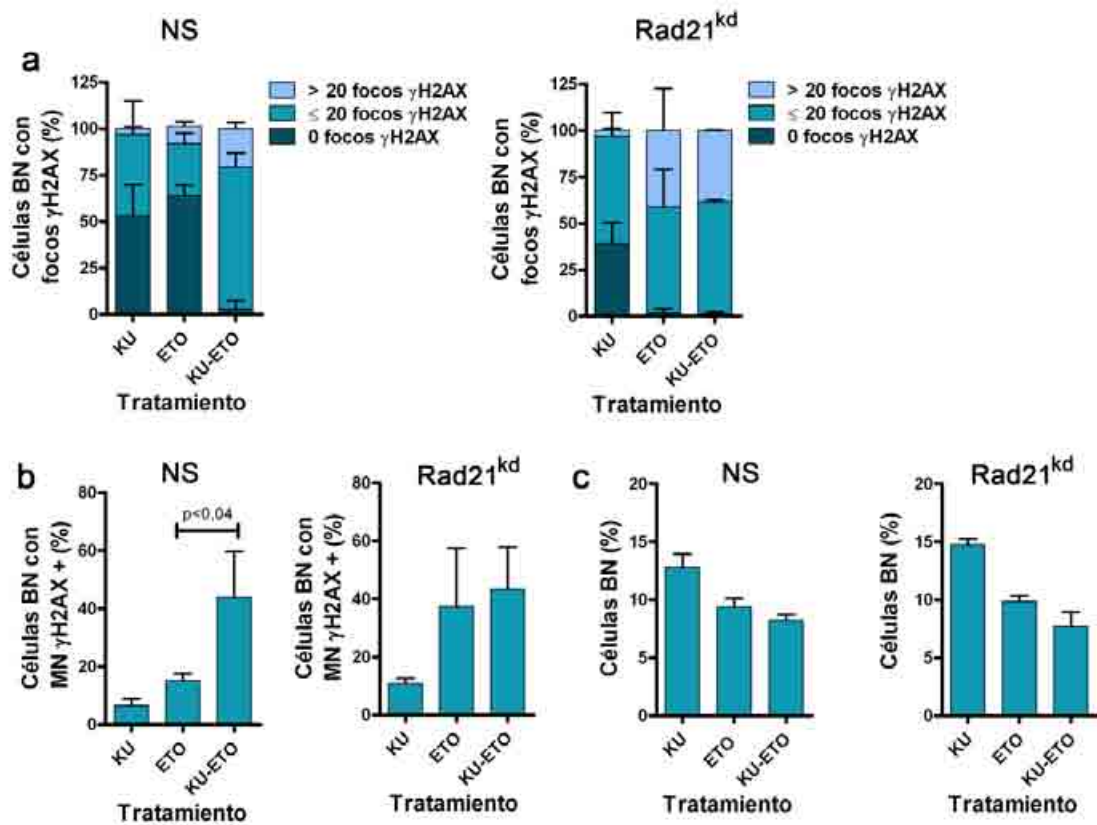 NS
Rad21kd
a
Células BN con
focos γH2AX (%)
125
100
75
50
25
0
KU
ETO
KU-ETO
Tratamiento
> 20 focos γH2AX
≤ 20 focos γH2AX
0 focos γH2AX
Células BN con
focos γH2AX (%)
125
100
75
50
25
0
KU
ETO
KU-ETO
Tratamiento
> 20 focos γH2AX
≤ 20 focos γH2AX
0 focos γH2AX
b
NS
Células BN con
MN γH2AX + (%)
80
60
40
20
0
p<0,04
KU
ETO
KU-ETO
Tratamiento
Rad21kd
Células BN con
MN γH2AX + (%)
80
60
40
20
0
KU
ETO
KU-ETO
Tratamiento
c
NS
Células BN (%)
20
15
10
5
0
KU
ETO
KU-ETO
Tratamiento
Rad21kd
Células BN (%)
20
15
10
5
0
KU
ETO
KU-ETO
Tratamiento